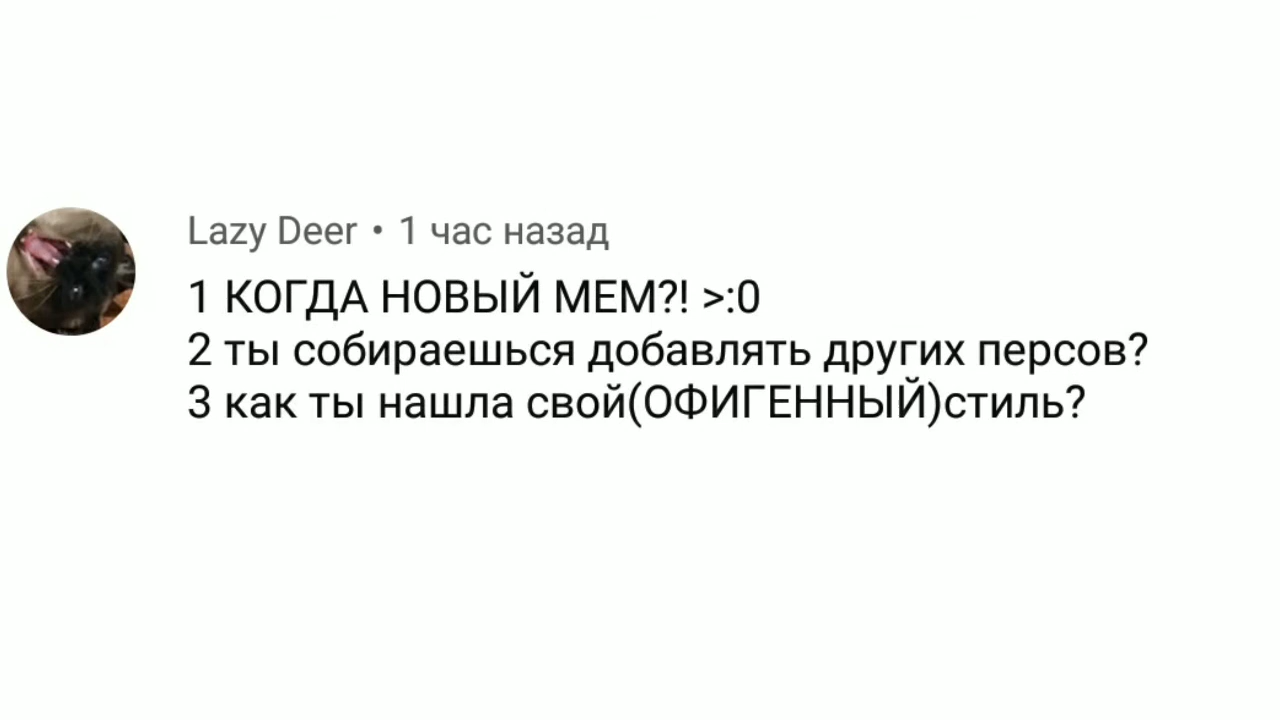 Lazy Deer • 1 час назад
1 КОГДА НОВЫЙ МЕМ?! >:0
2 ты собираешься добавлять других персов?
3 как ты нашла свой(ОФИГЕННЫЙ)стиль?